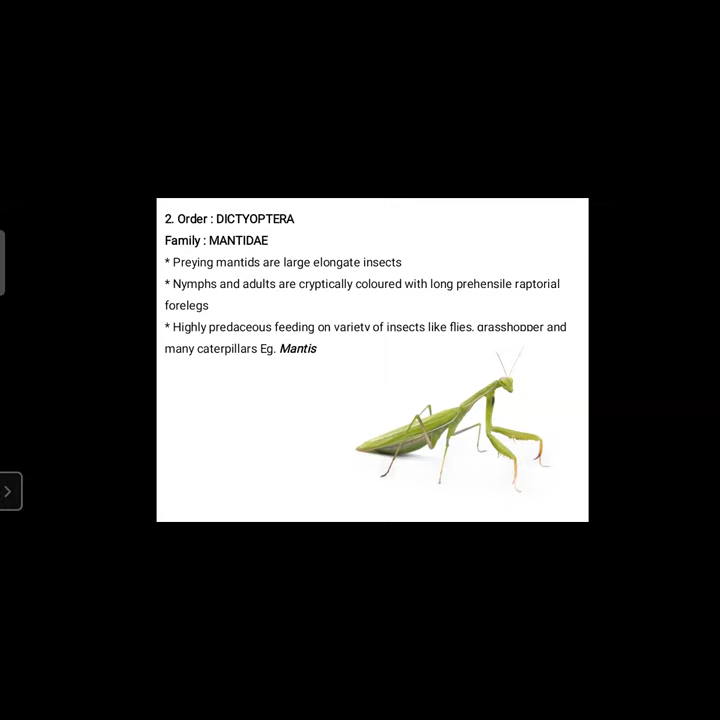 2. Order : DICTYOPTERA
Family : MANTIDAE
* Preying mantids are large elongate insects
* Nymphs and adults are cryptically coloured with long prehensile raptorial
forelegs
* Highly predaceous feeding on variety of insects like flies, grasshopper and
many caterpillars Eg. Mantis